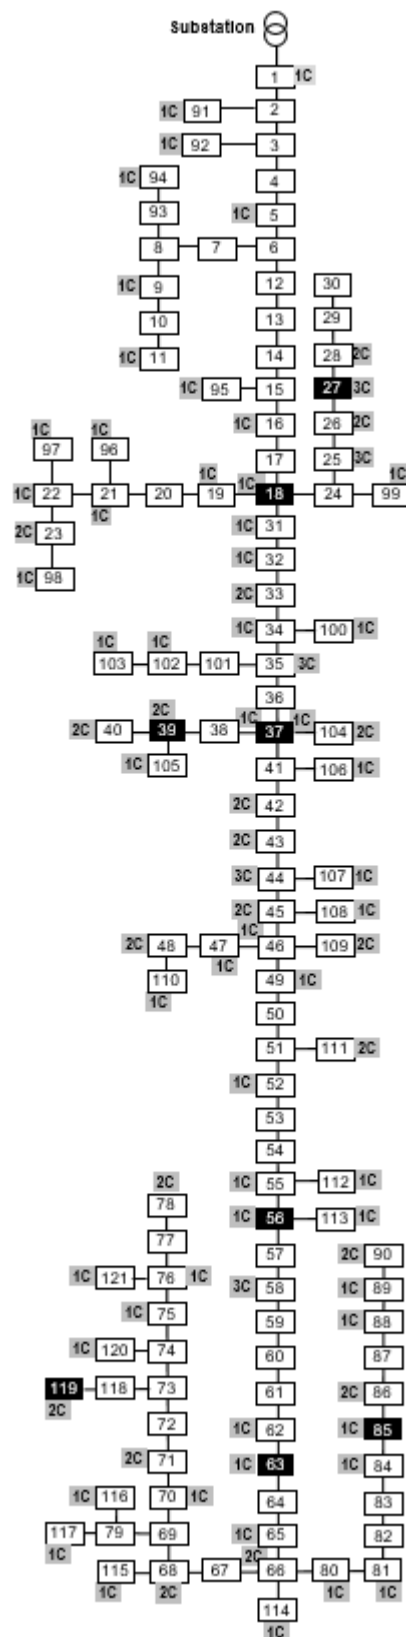 Substation
1 1C
1C 91 2
1C 92 3
1C 94 4
93 1C 5
8 7 6
1C 9 12 30
10 13 29
1C 11 14 28 2C
1C 95 15 27 3C
1C 16 26 2C
17 25 3C
1C 1C 1C 1C 1C
97 96
1C 22 21 20 19 18 24 99
1C
2C 23 1C 31
1C 98 1C 32
2C 33
1C 34 100 1C
1C 1C
103 102 101 35 3C
36
2C 1C 1C
2C 40 39 38 37 104 2C
1C 105 41 106 1C
2C 42
2C 43
3C 44 107 1C
2C 45 108 1C
1C
2C 48 47 46 109 2C
1C
110 49 1C
1C
50
51 111 2C
1C 52
53
54
2C 1C 55 112 1C
78 1C 56 113 1C
77 57 2C 90
1C 121 76 1C 3C 58 1C 89
1C 75 59 1C 88
1C 120 74 60 87
119 118 73 61 2C 86
2C
72 1C 62 1C 85
2C 71 1C 63 1C 84
1C 116 70 1C 64 83
117 79 69 1C 65 82
1C 2C
115 68 67 66 80 81
1C 2C 1C 1C
114
1C